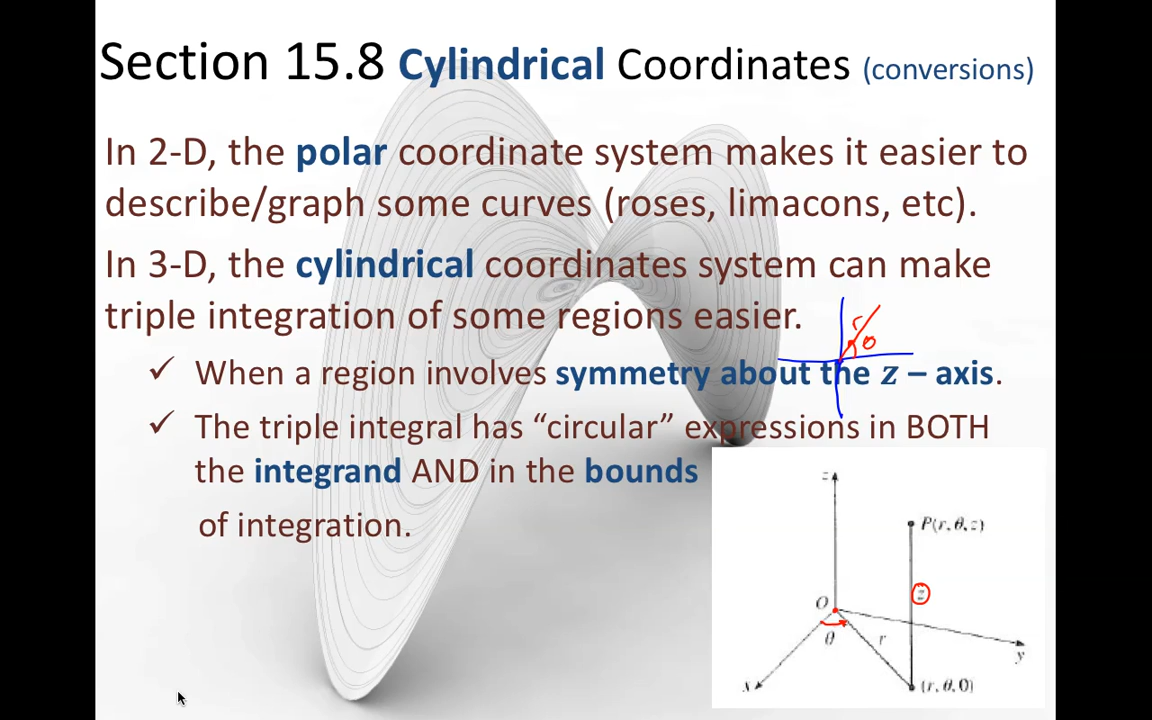 Section 15.8 Cylindrical Coordinates (conversions)
In 2-D, the polar coordinate system makes it easier to
describe/graph some curves (roses, limacons, etc).
In 3-D, the cylindrical coordinates system can make
triple integration of some regions easier.
r
θ
✓ When a region involves symmetry about the z – axis.
✓ The triple integral has “circular” expressions in BOTH
the integrand AND in the bounds
of integration.
z
P(r, θ, z)
z
O
θ
r
y
x
(r, θ, 0)